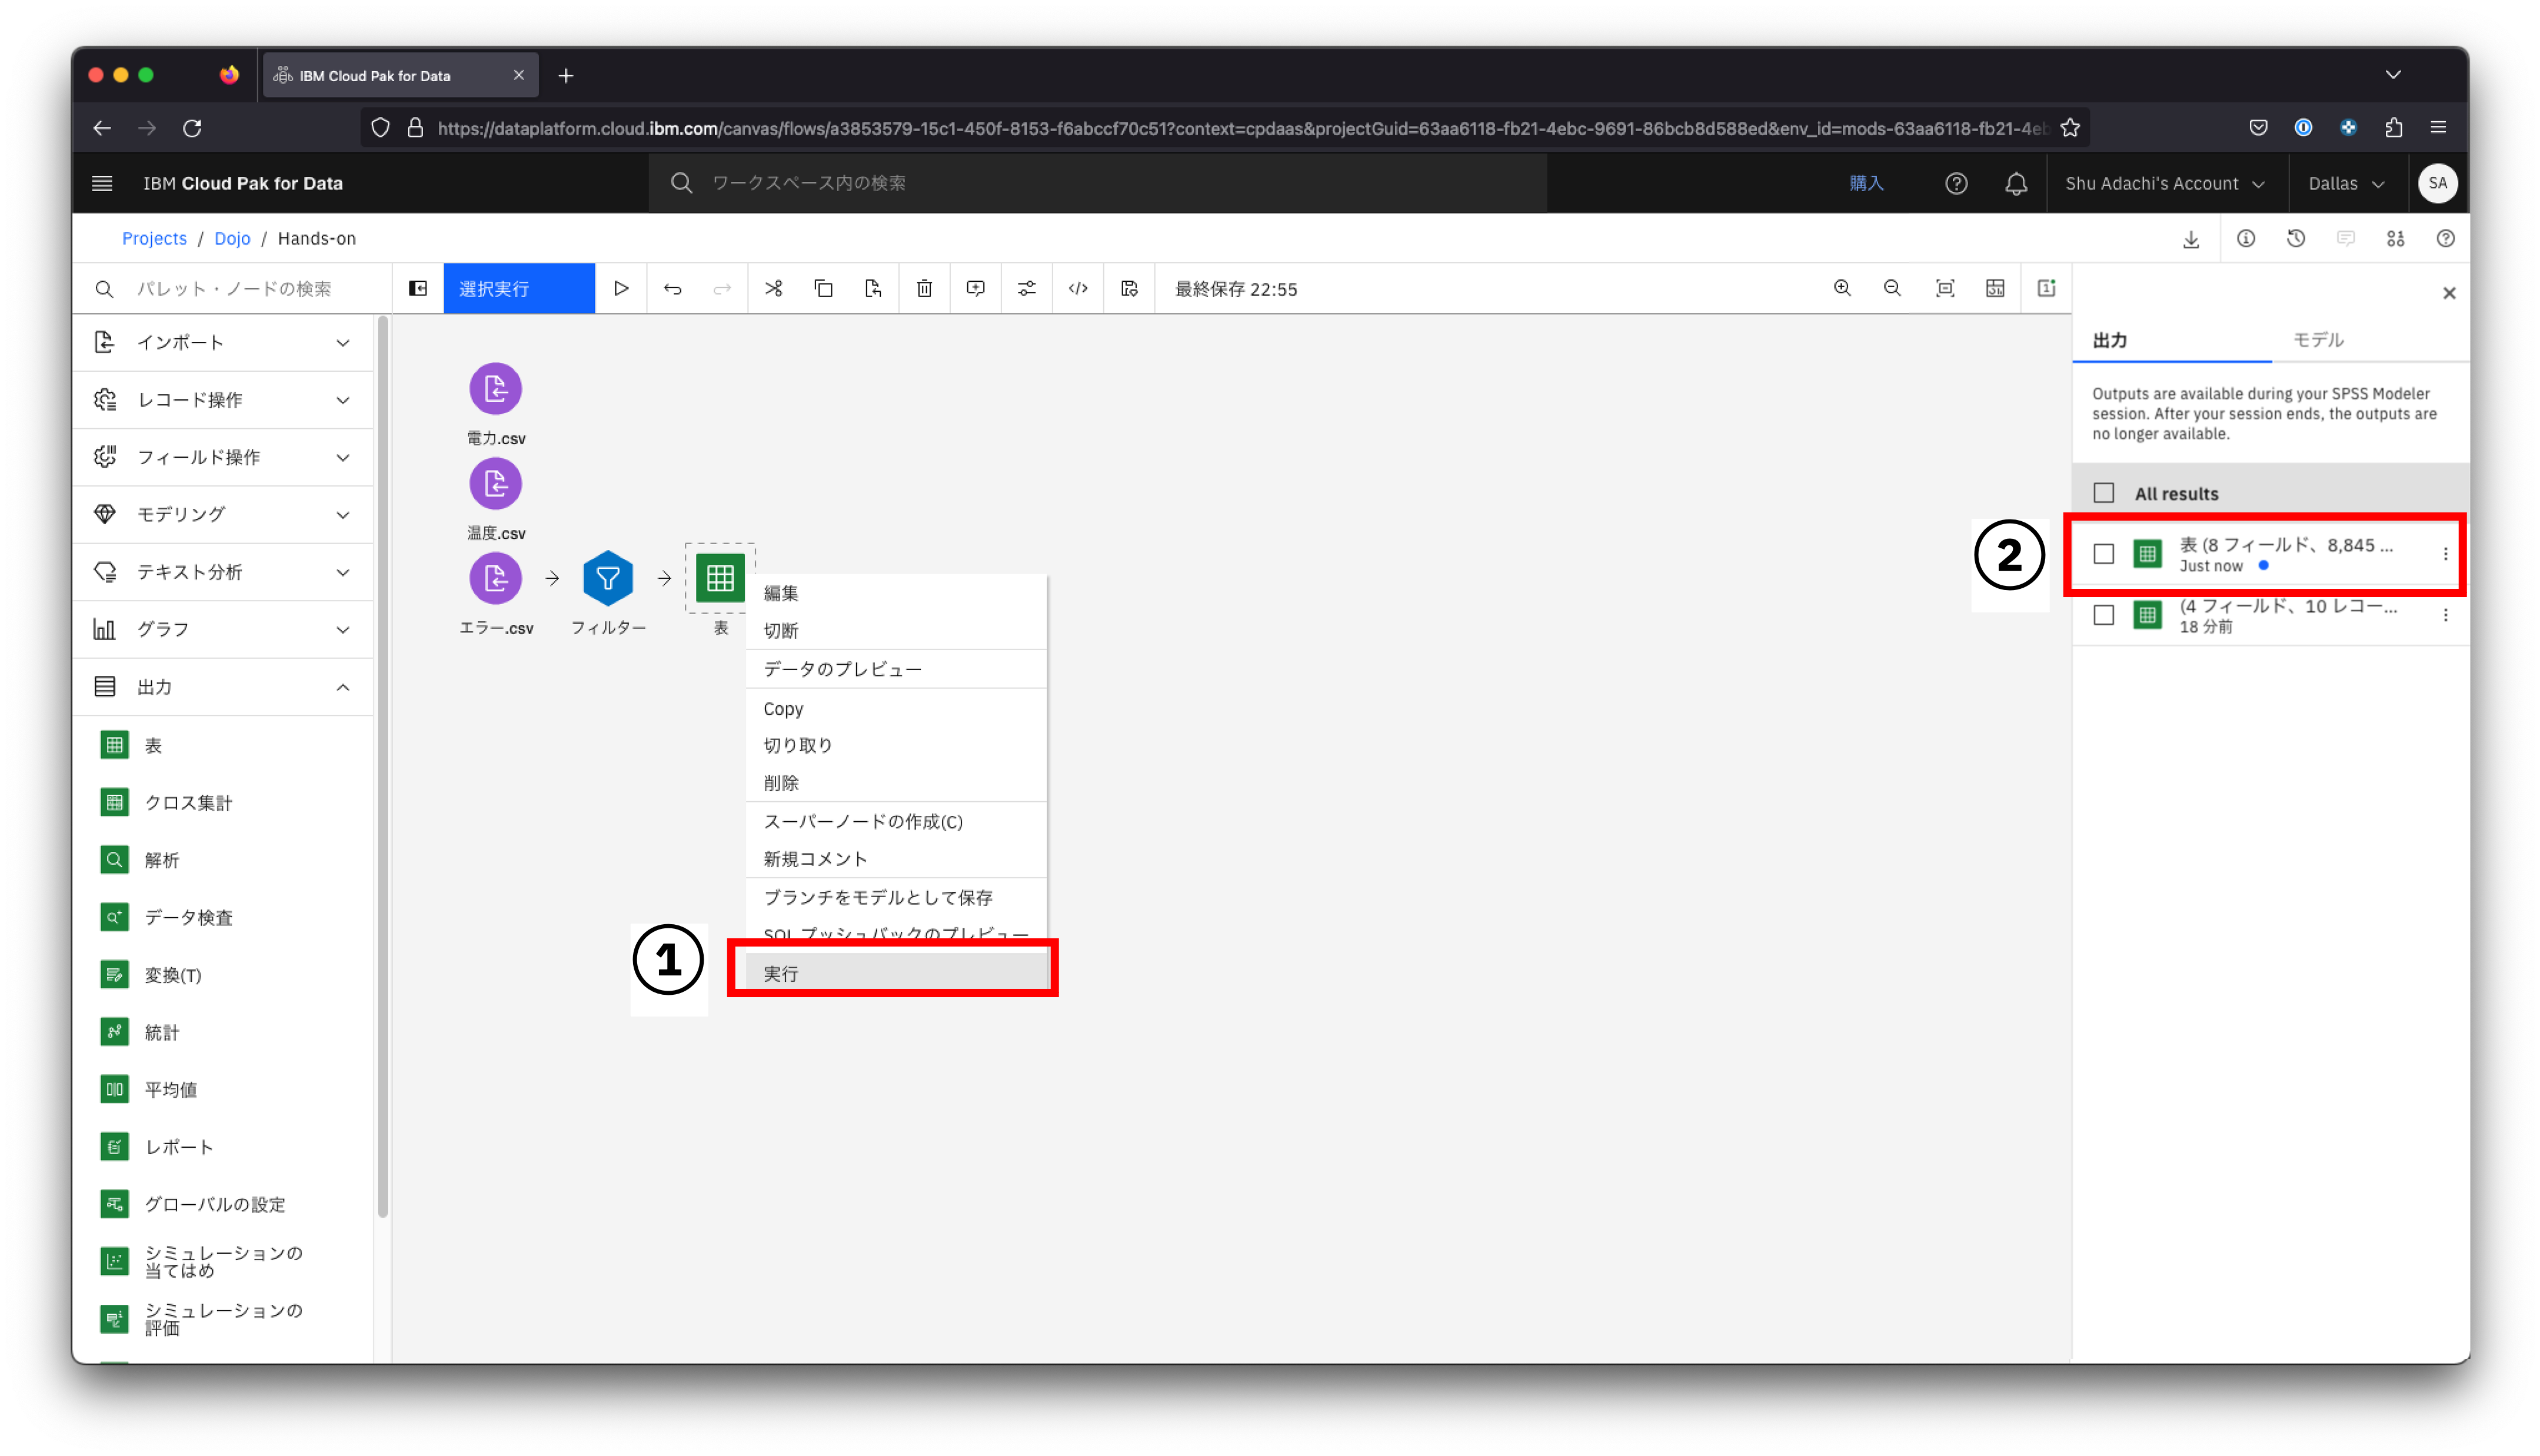 IBM Cloud Pak for Data
https://dataplatform.cloud.ibm.com/canvas/flows/a3853579-15c1-450f-8153-f6abccf70c51?context=cpdaas&projectGuid=63aa6118-fb21-4ebc-9691-86bcb8d588ed&env_id=mods-63aa6118-fb21-4eb
IBM Cloud Pak for Data
ワークスペース内の検索
購入
Shu Adachi's Account
Dallas
SA
Projects / Dojo / Hands-on
パレット・ノードの検索
選択実行
最終保存 22:55
インポート
レコード操作
フィールド操作
モデリング
テキスト分析
グラフ
出力
表
クロス集計
解析
データ検査
変換(T)
統計
平均値
レポート
グローバルの設定
シミュレーションの
当てはめ
シミュレーションの
評価
電力.csv
温度.csv
エラー.csv
フィルター
表
編集
切断
データのプレビュー
Copy
切り取り
削除
スーパーノードの作成(C)
新規コメント
ブランチをモデルとして保存
SQL プッシュバックのプレビュー
1
実行
出力
モデル
Outputs are available during your SPSS Modeler
session. After your session ends, the outputs are
no longer available.
All results
2
表 (8 フィールド、8,845 ...
Just now
(4 フィールド、10 レコー...
18 分前